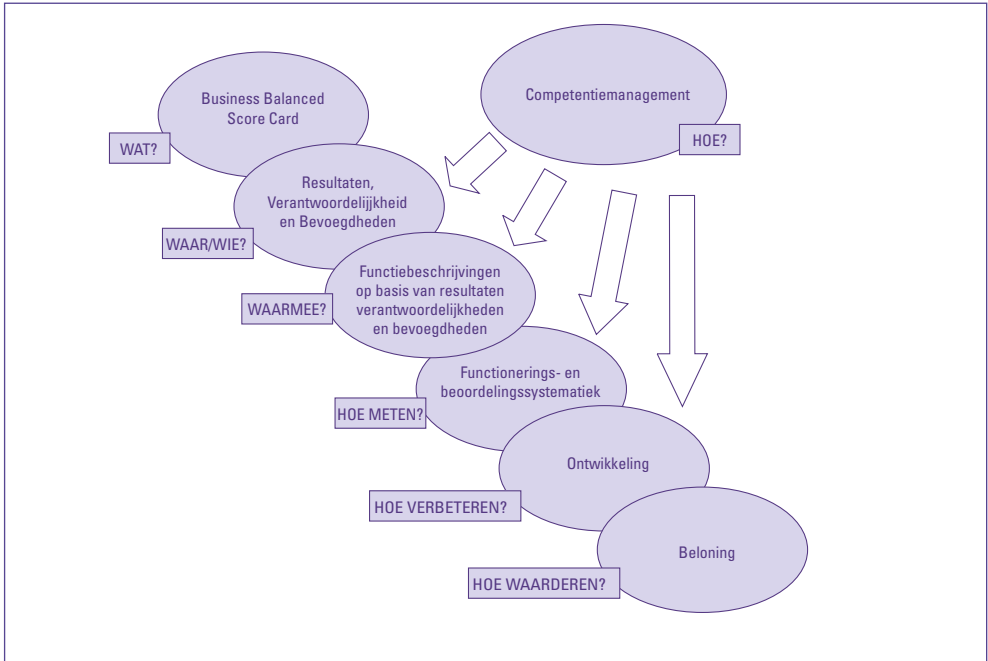 Business Balanced
Score Card
WAT?
Competentiemanagement
HOE?
Resultaten,
Verantwoordelijjkheid
en Bevoegdheden
WAAR/WIE?
Functiebeschrijvingen
op basis van resultaten
verantwoordelijkheden
en bevoegdheden
WAARMEE?
Functionerings- en
beoordelingssystematiek
HOE METEN?
Ontwikkeling
HOE VERBETEREN?
Beloning
HOE WAARDEREN?